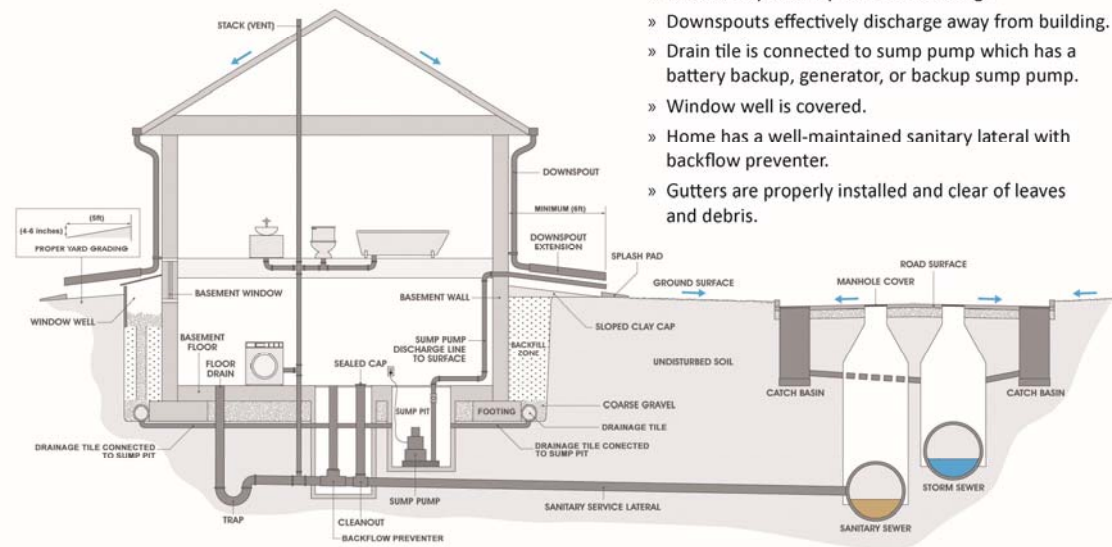 » Downspouts effectively discharge away from building.
» Drain tile is connected to sump pump which has a
battery backup, generator, or backup sump pump.
» Window well is covered.
» Home has a well-maintained sanitary lateral with
backflow preventer.
» Gutters are properly installed and clear of leaves
and debris.
STACK (VENT)
DOWNSPOUT
MINIMUM (6ft)
DOWNSPOUT
EXTENSION
SPLASH PAD
(5ft)
(4-6 inches)
PROPER YARD GRADING
GROUND SURFACE
MANHOLE COVER
ROAD SURFACE
BASEMENT WINDOW
BASEMENT WALL
WINDOW WELL
SLOPED CLAY CAP
BASEMENT
FLOOR
FLOOR
DRAIN
SEALED CAP
SUMP PUMP
DISCHARGE LINE
TO SURFACE
BACKFILL
ZONE
UNDISTURBED SOIL
CATCH BASIN
CATCH BASIN
SUMP PIT
FOOTING
COARSE GRAVEL
DRAINAGE TILE
DRAINAGE TILE CONNECTED
TO SUMP PIT
DRAINAGE TILE CONECTED
TO SUMP PIT
TRAP
CLEANOUT
BACKFLOW PREVENTER
SUMP PUMP
SANITARY SERVICE LATERAL
SANITARY SEWER
STORM SEWER